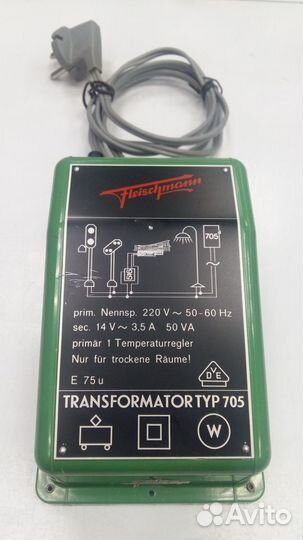 Fleischmann
705
prim. Nennsp. 220 V ~ 50-60 Hz
sec. 14 V ~ 3,5 A 50 VA
primär 1 Temperaturregler
Nur für trockene Räume!
E 75 u
VDE
TRANSFORMATOR TYP 705
W
Avito